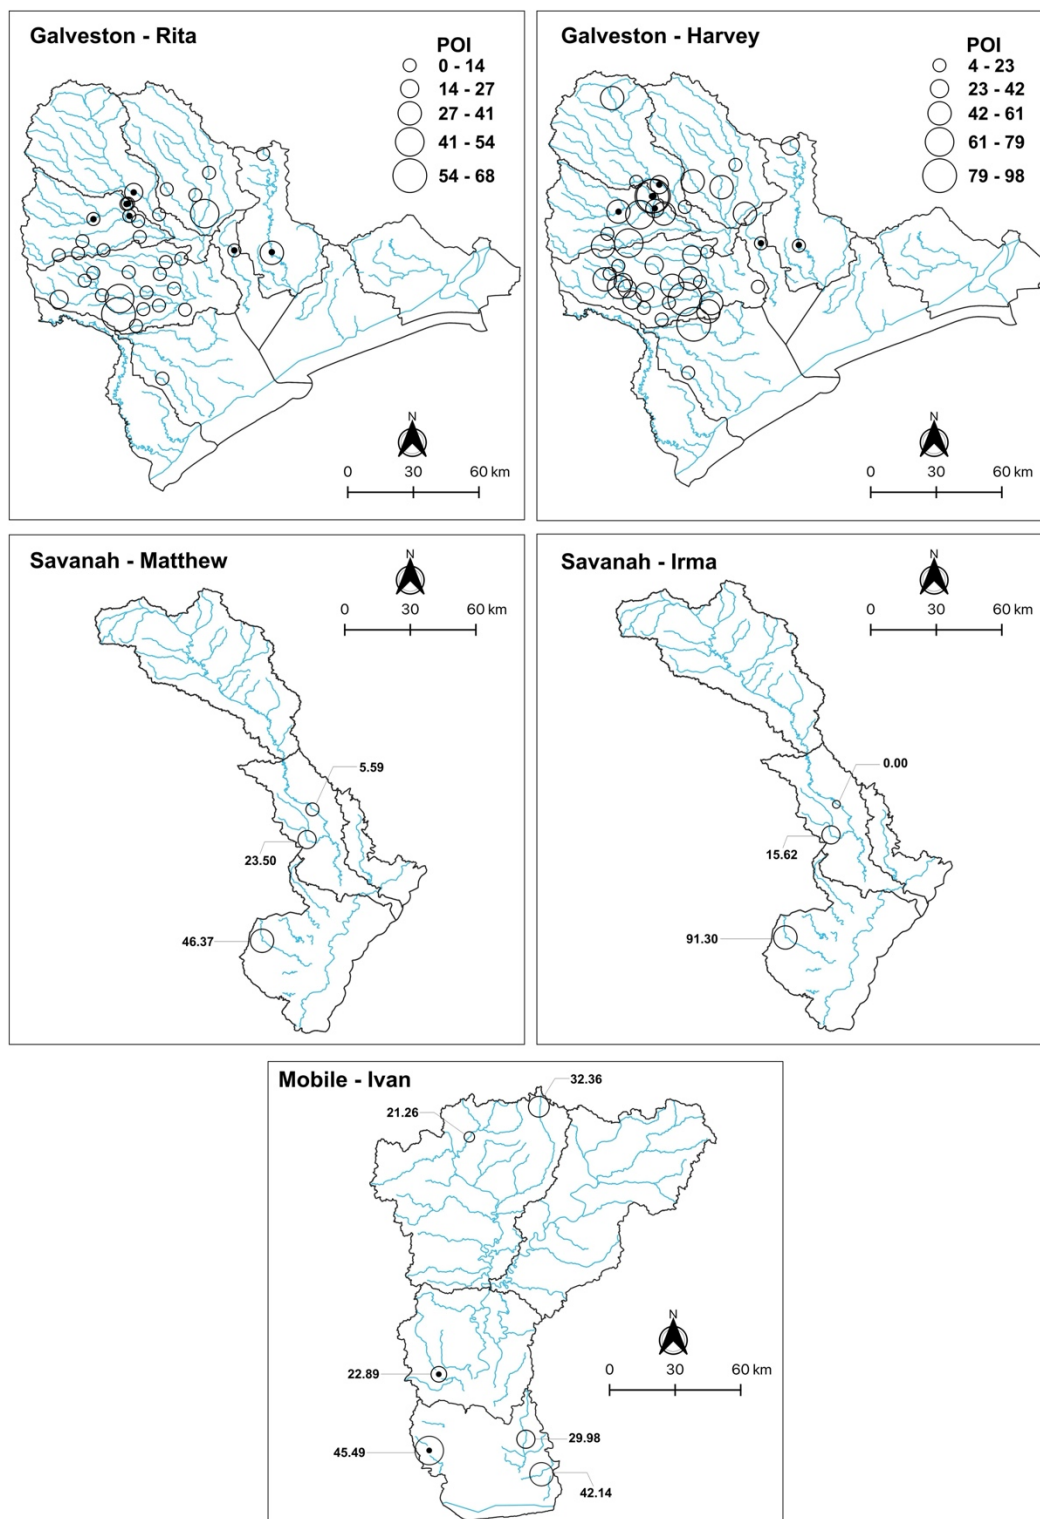 Galveston - Rita
POI
0 - 14
14 - 27
27 - 41
41 - 54
54 - 68
N
0 30 60 km
Galveston - Harvey
POI
4 - 23
23 - 42
42 - 61
61 - 79
79 - 98
N
0 30 60 km
Savanah - Matthew
N
0 30 60 km
5.59
23.50
46.37
Savanah - Irma
N
0 30 60 km
0.00
15.62
91.30
Mobile - Ivan
32.36
21.26
N
0 30 60 km
22.89
29.98
45.49
42.14